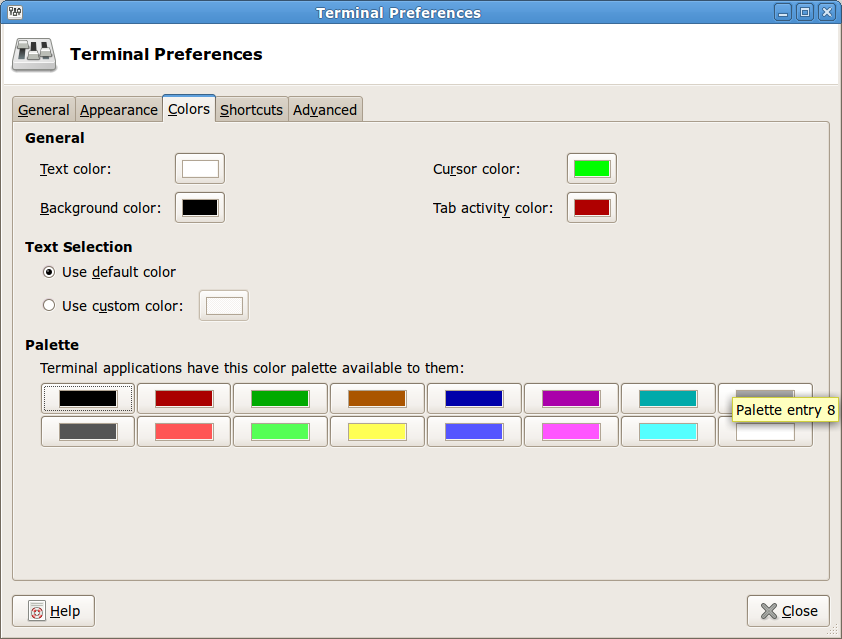 Terminal Preferences
Terminal Preferences
General Appearance Colors Shortcuts Advanced
General
Text color: Cursor color:
Background color: Tab activity color:
Text Selection
Use default color
Use custom color:
Palette
Terminal applications have this color palette available to them:
Palette entry 8
Help Close